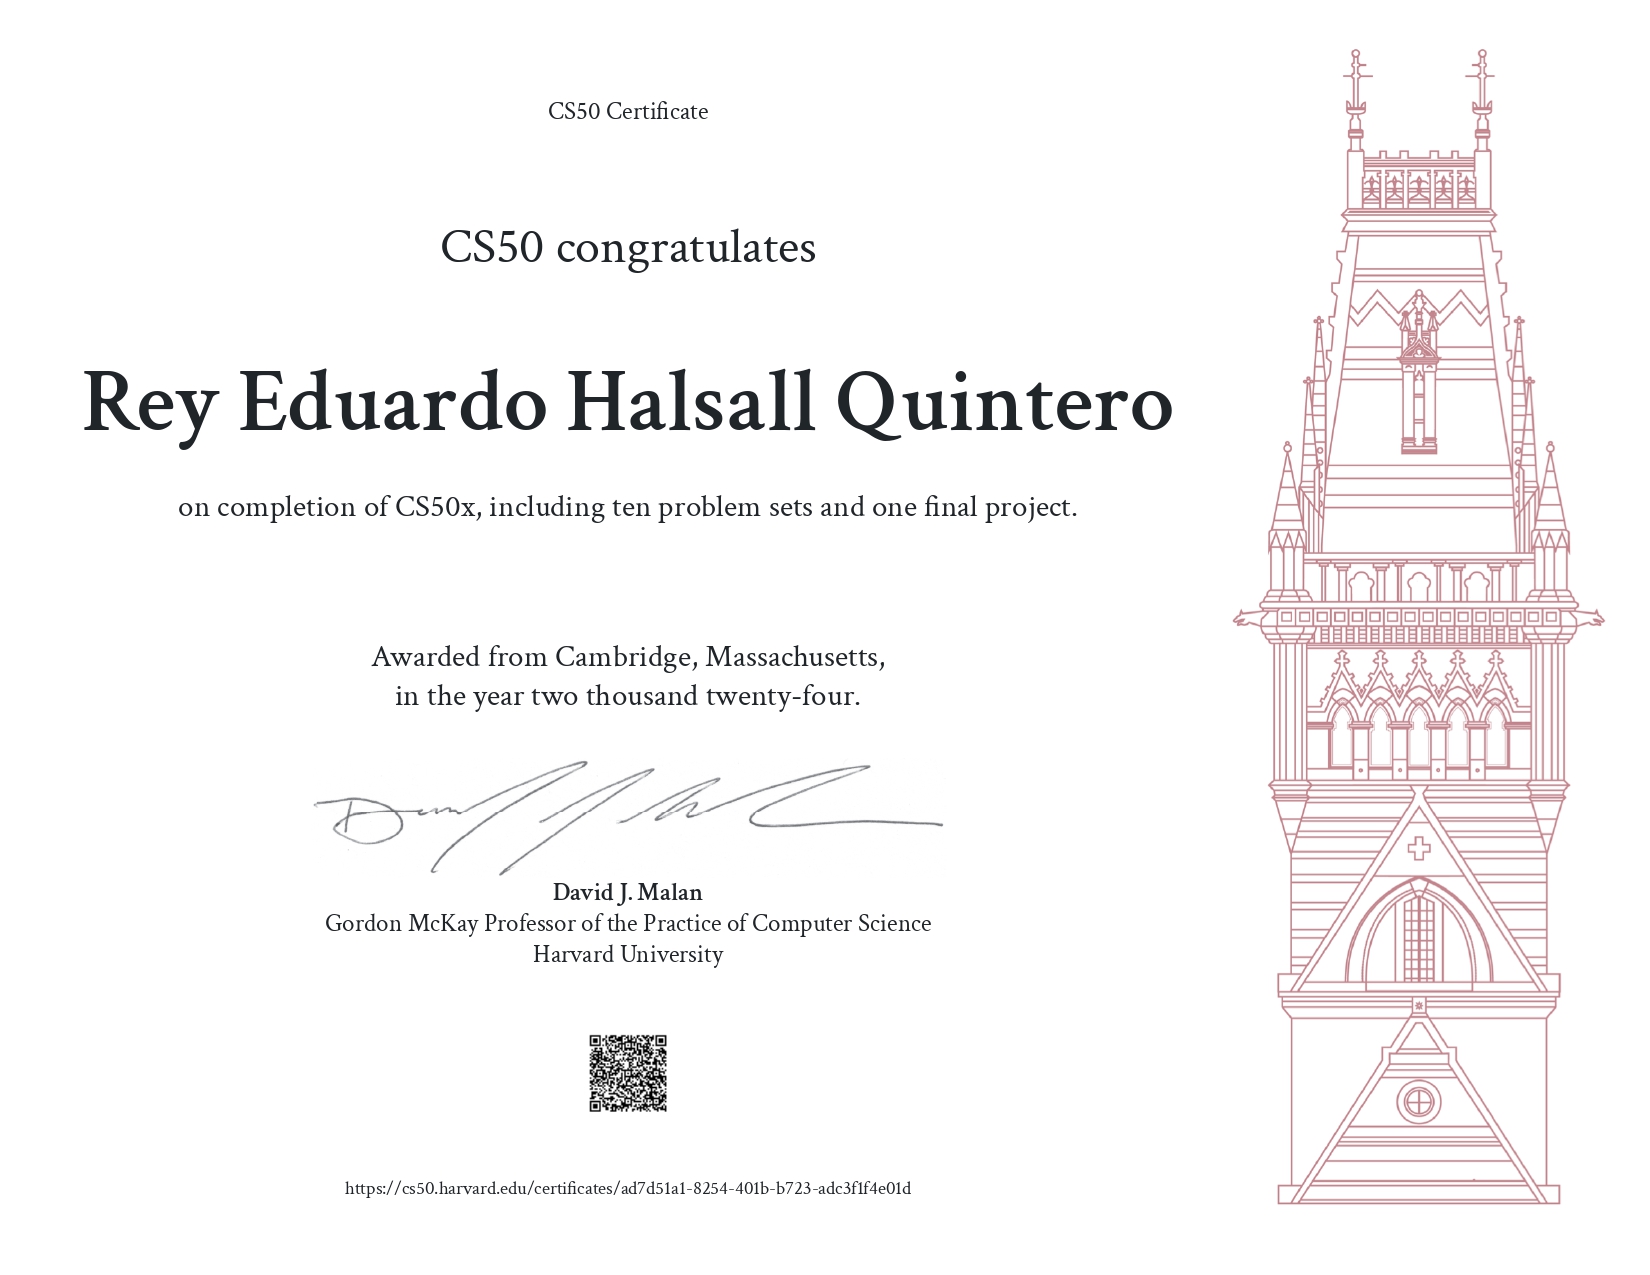 CS50 Certificate
CS50 congratulates
Rey Eduardo Halsall Quintero
on completion of CS50x, including ten problem sets and one final project.
Awarded from Cambridge, Massachusetts,
in the year two thousand twenty-four.
David J. Malan
Gordon McKay Professor of the Practice of Computer Science
Harvard University
https://cs50.harvard.edu/certificates/ad7d51a1-8254-401b-b723-adc3f1f4e01d